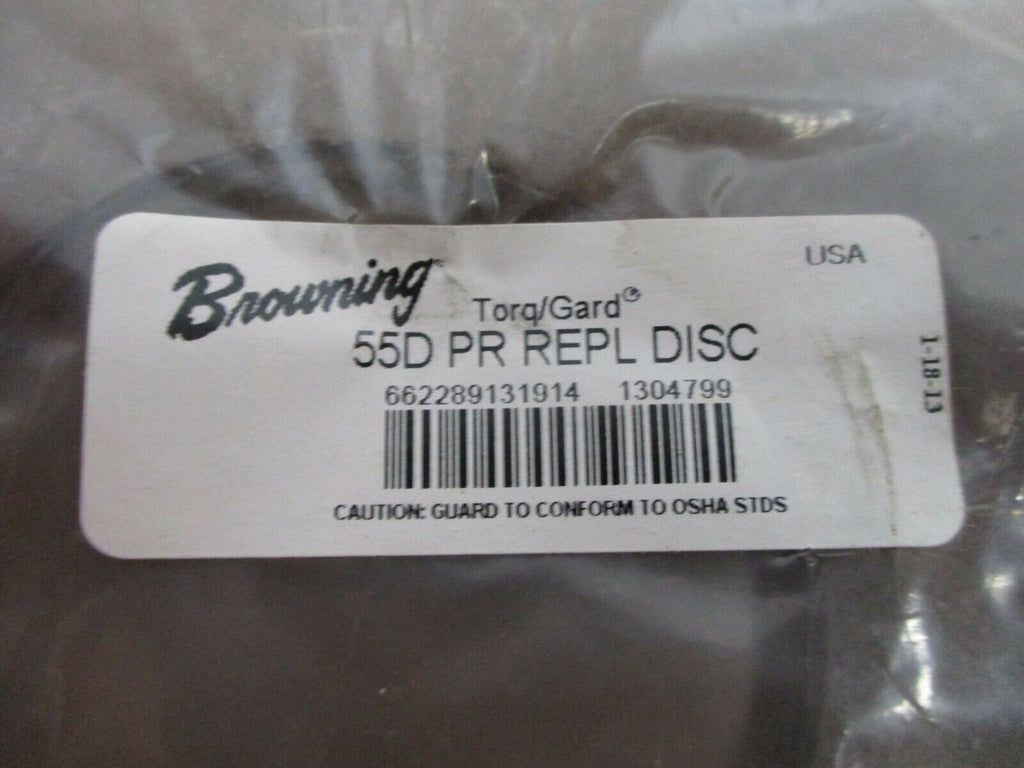 USA
Browning
Torq/Gard®
55D PR REPL DISC
662289131914 1304799
CAUTION: GUARD TO CONFORM TO OSHA STDS
1-18-13